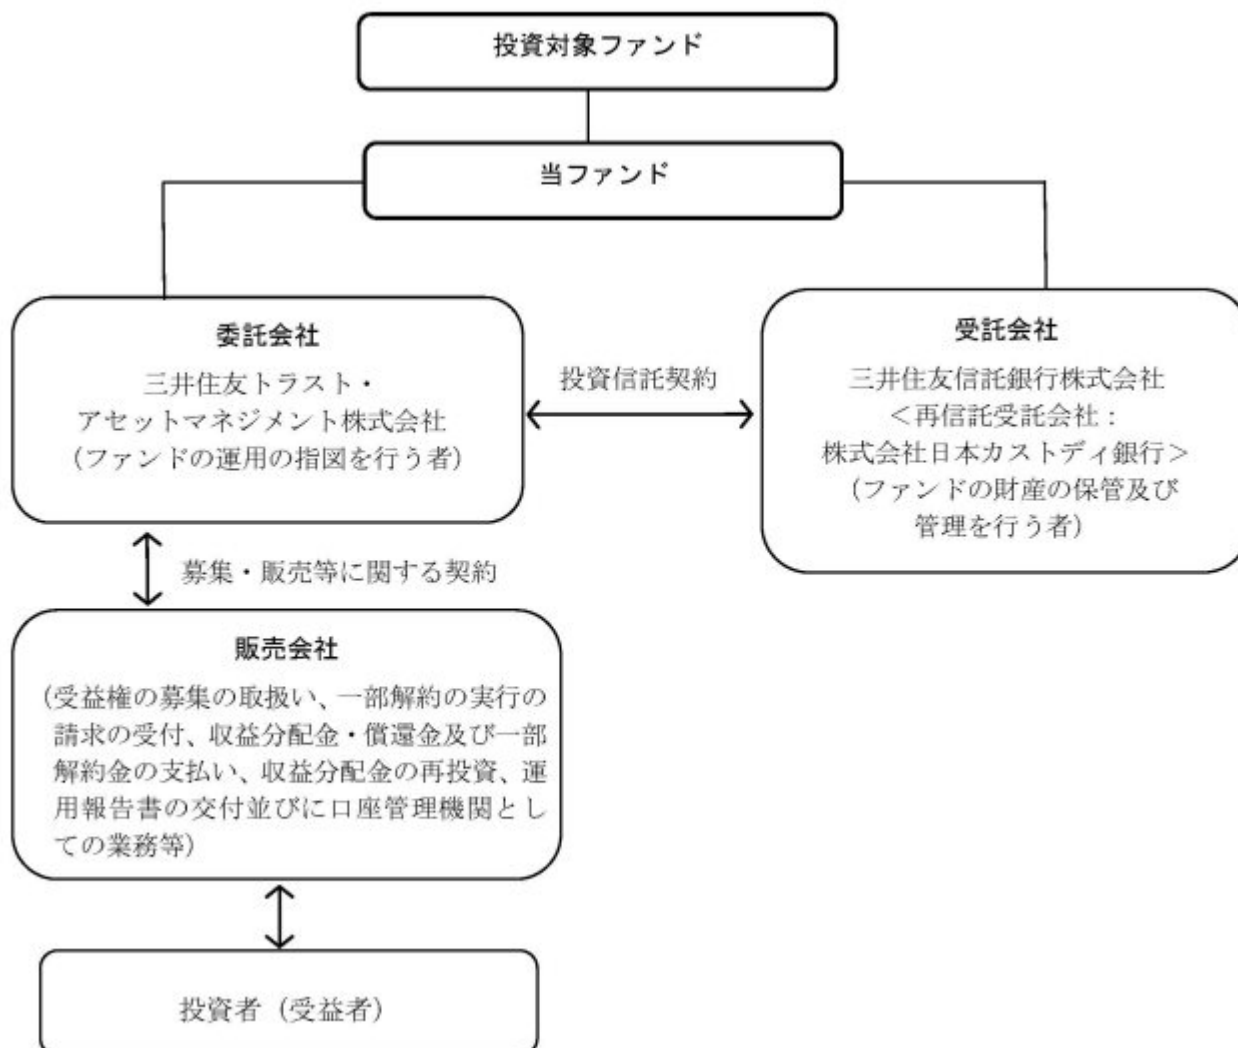 投資対象ファンド
当ファンド
委託会社
三井住友トラスト・
アセットマネジメント株式会社
（ファンドの運用の指図を行う者）
投資信託契約
受託会社
三井住友信託銀行株式会社
＜再信託受託会社：
株式会社日本カストディ銀行＞
（ファンドの財産の保管及び
管理を行う者）
募集・販売等に関する契約
販売会社
（受益権の募集の取扱い、一部解約の実行の
請求の受付、収益分配金・償還金及び一部
解約金の支払い、収益分配金の再投資、運
用報告書の交付並びに口座管理機関とし
ての業務等）
投資者（受益者）